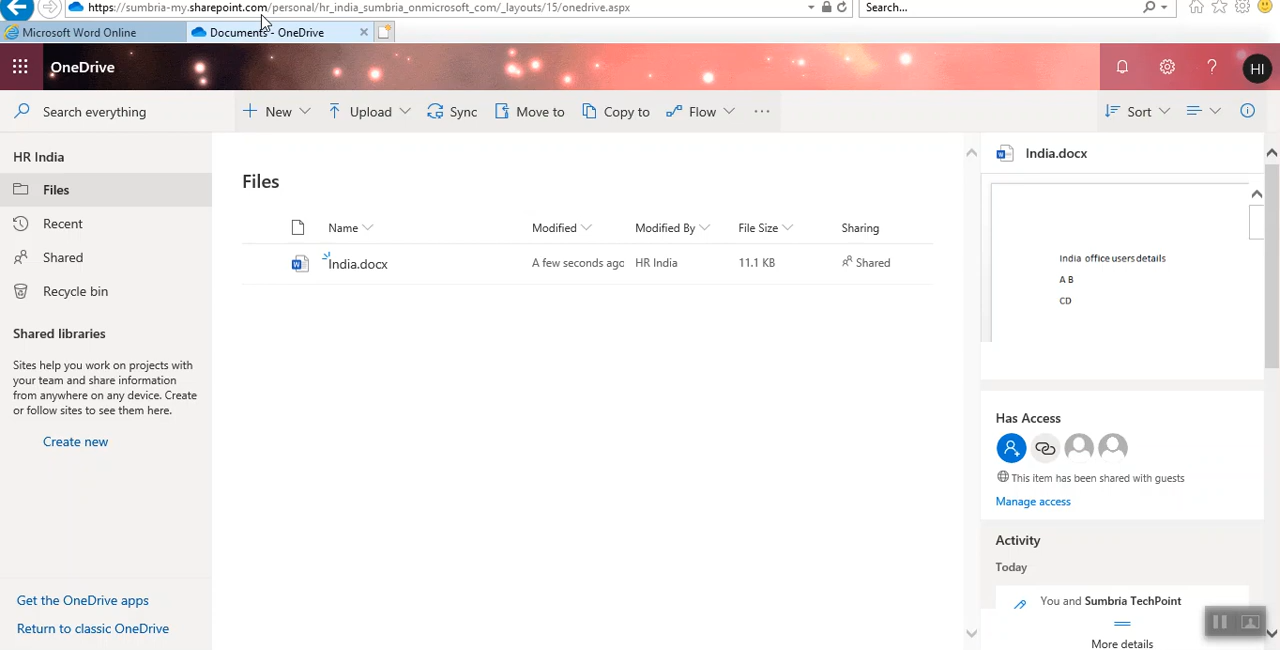 https://sumbria-my.sharepoint.com/personal/hr_india_sumbria_onmicrosoft_com/_layouts/15/onedrive.aspx
Search...
Microsoft Word Online
Documents - OneDrive
OneDrive
HI
Search everything
New
Upload
Sync
Move to
Copy to
Flow
Sort
HR India
Files
Recent
Shared
Recycle bin
Shared libraries
Sites help you work on projects with
your team and share information
from anywhere on any device. Create
or follow sites to see them here.
Create new
Get the OneDrive apps
Return to classic OneDrive
Files
Name
Modified
Modified By
File Size
Sharing
India.docx
A few seconds ago
HR India
11.1 KB
Shared
India.docx
India office users details
A B
CD
Has Access
This item has been shared with guests
Manage access
Activity
Today
You and Sumbria TechPoint
More details